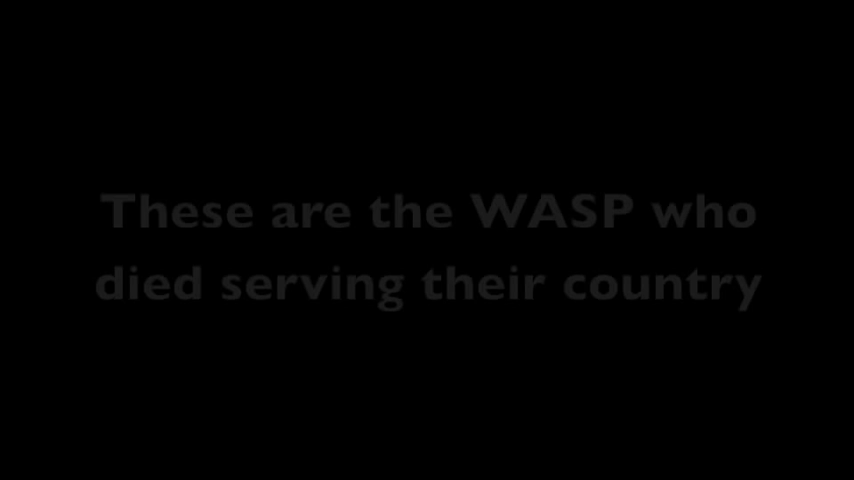 These are the WASP who
died serving their country